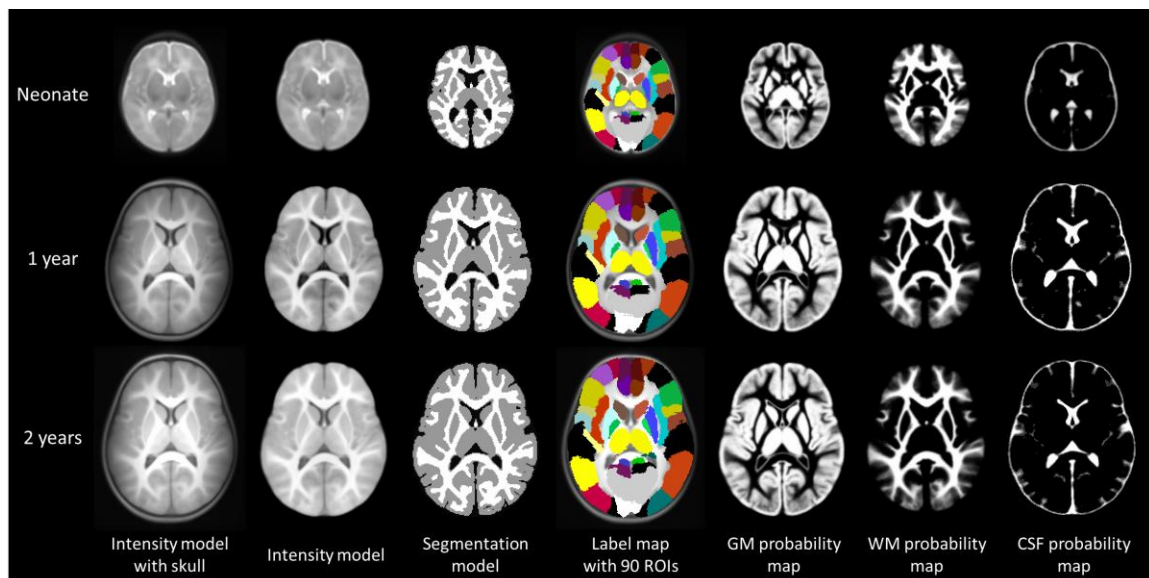 Neonate
1 year
2 years
Intensity model
with skull
Intensity model
Segmentation
model
Label map
with 90 ROIs
GM probability
map
WM probability
map
CSF probability
map